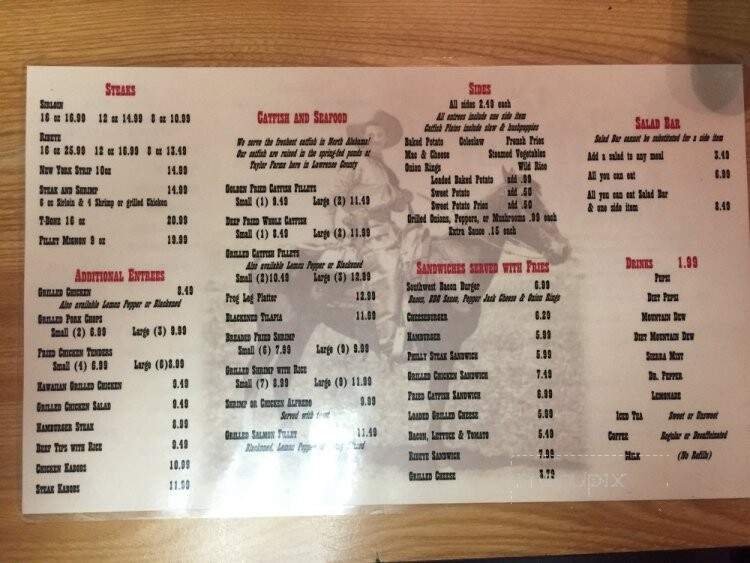 STEAKS
SIRLOIN
16 oz 16.99 12 oz 14.99 8 oz 10.99
RIBEYE
16 oz 25.99 12 oz 16.99 8 oz 13.49
NEW YORK STRIP 10oz 14.99
STEAK AND SHRIMP 14.99
6 oz Sirloin & 4 Shrimp or grilled Chicken
T-BONE 16 oz 20.99
FILLET MIGNON 9 oz 19.99
ADDITIONAL ENTREES
GRILLED CHICKEN 8.49
Also available Lemon Pepper or Blackened
GRILLED PORK CHOPS
Small (2) 6.99 Large (3) 9.99
FRIED CHICKEN TENDERS
Small (4) 6.99 Large (6)8.99
HAWAIIAN GRILLED CHICKEN 9.49
GRILLED CHICKEN SALAD 8.49
HAMBURGER STEAK 8.99
BEEF TIPS WITH RICE 9.49
CHICKEN KABOBS 10.99
STEAK KABOBS 11.99
CATFISH AND SEAFOOD
We serve the freshest catfish in North Alabama!
Our catfish are raised in the spring-fed ponds at
Taylor Farms here in Lawrence County
GOLDEN FRIED CATFISH FILLETS
Small (1) 8.49 Large (2) 11.49
DEEP FRIED WHOLE CATFISH
Small (1) 8.49 Large (2) 11.99
GRILLED CATFISH FILLETS
Also available Lemon Pepper or Blackened
Small (2)10.49 Large (3) 12.99
Frog Leg Platter 12.99
BLACKENED TILAPIA 11.99
BREADED FRIED SHRIMP
Small (6) 7.99 Large (9) 9.99
GRILLED SHRIMP WITH RICE
Small (7) 8.99 Large (9) 11.99
SHRIMP OR CHICKEN ALFREDO 9.99
Served with toast
GRILLED SALMON FILLET 11.49
Blackened, Lemon Pepper or
SIDES
All sides 2.49 each
All entrees include one side item
Catfish Plates include slaw & hushpuppies
Baked Potato Coleslaw French Fries
Mac & Cheese Steamed Vegetables
Onion Rings Wild Rice
Loaded Baked Potato add .99
Sweet Potato add .50
Sweet Potato Fries add .50
Grilled Onions, Peppers, or Mushrooms .99 each
Extra Sauce .15 each
SANDWICHES SERVED WITH FRIES
Southwest Bacon Burger 6.99
Bacon, BBQ Sauce, Pepper Jack Cheese & Onion Rings
CHEESEBURGER 6.29
HAMBURGER 5.99
PHILLY STEAK SANDWICH 5.99
GRILLED CHICKEN SANDWICH 7.49
FRIED CATFISH SANDWICH 6.99
LOADED GRILLED CHEESE 5.99
BACON, LETTUCE & TOMATO 5.49
RIBEYE SANDWICH 7.99
GRILLED CHEESE 3.79
SALAD BAR
Salad Bar cannot be substituted for a side item
Add a salad to any meal 3.49
All you can eat 6.99
All you can eat Salad Bar
& one side item 8.49
DRINKS 1.99
PEPSI
DIET PEPSI
MOUNTAIN DEW
DIET MOUNTAIN DEW
SIERRA MIST
DR. PEPPER
LEMONADE
ICED TEA Sweet or Unsweet
COFFEE Regular or Decaffeinated
MILK (No Refills)